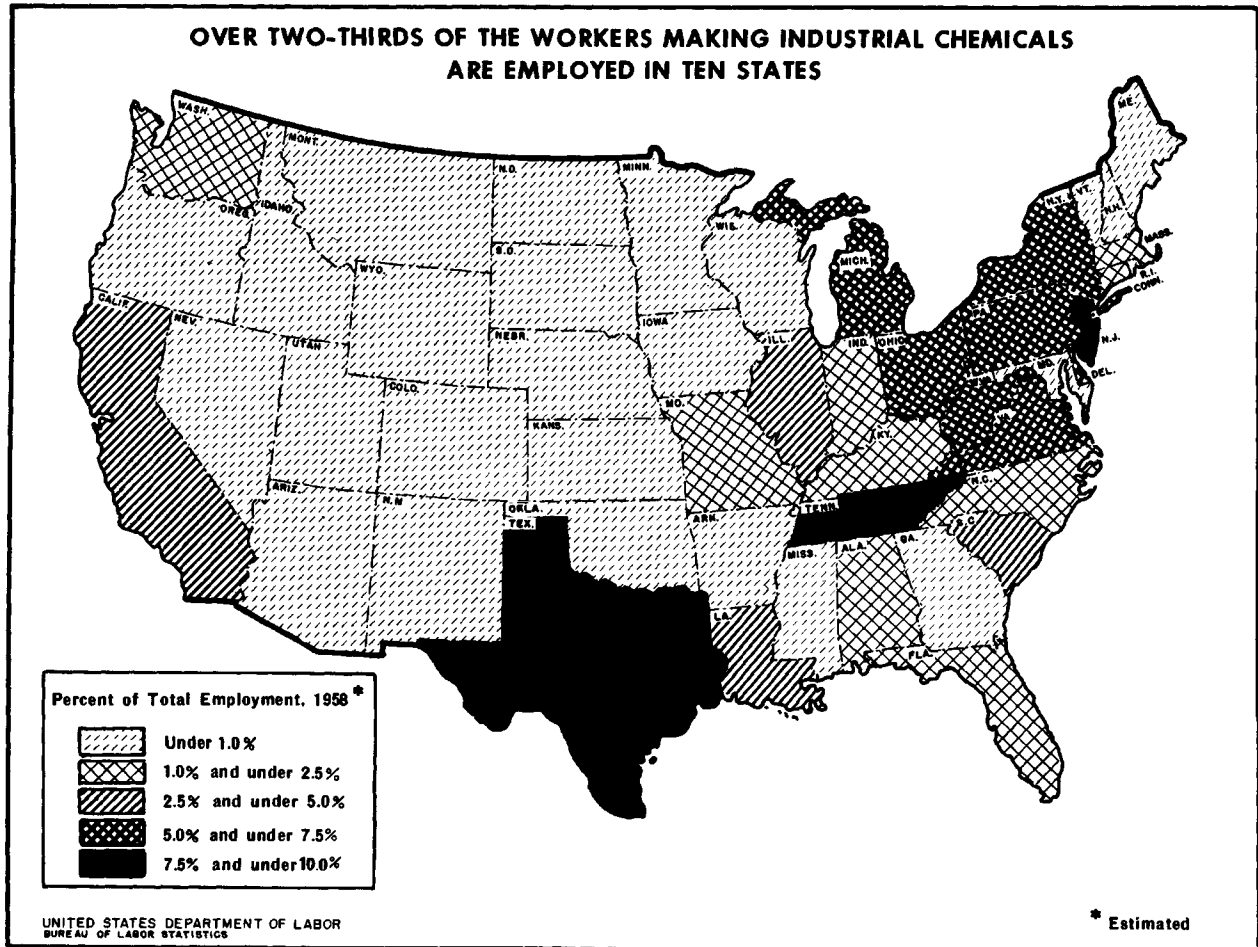 OVER TWO-THIRDS OF THE WORKERS MAKING INDUSTRIAL CHEMICALS
ARE EMPLOYED IN TEN STATES
WASH.
MONT.
N.D.
MINN.
ME.
OREG.
IDAHO
WIS.
N.Y.
VT.
N.H.
MASS.
S.D.
WYO.
MICH.
R.I.
CONN.
CALIF.
NEV.
UTAH
NEBR.
IOWA
ILL.
IND.
OHIO
PA.
N.J.
COLO.
MO.
W.VA.
MD.
DEL.
KANS.
KY.
VA.
ARIZ.
N.M
OKLA.
TEX.
ARK.
TENN.
N.C.
S.C.
MISS.
ALA.
GA.
LA.
FLA.
Percent of Total Employment, 1958 *
Under 1.0%
1.0% and under 2.5%
2.5% and under 5.0%
5.0% and under 7.5%
7.5% and under 10.0%
UNITED STATES DEPARTMENT OF LABOR
BUREAU OF LABOR STATISTICS
* Estimated